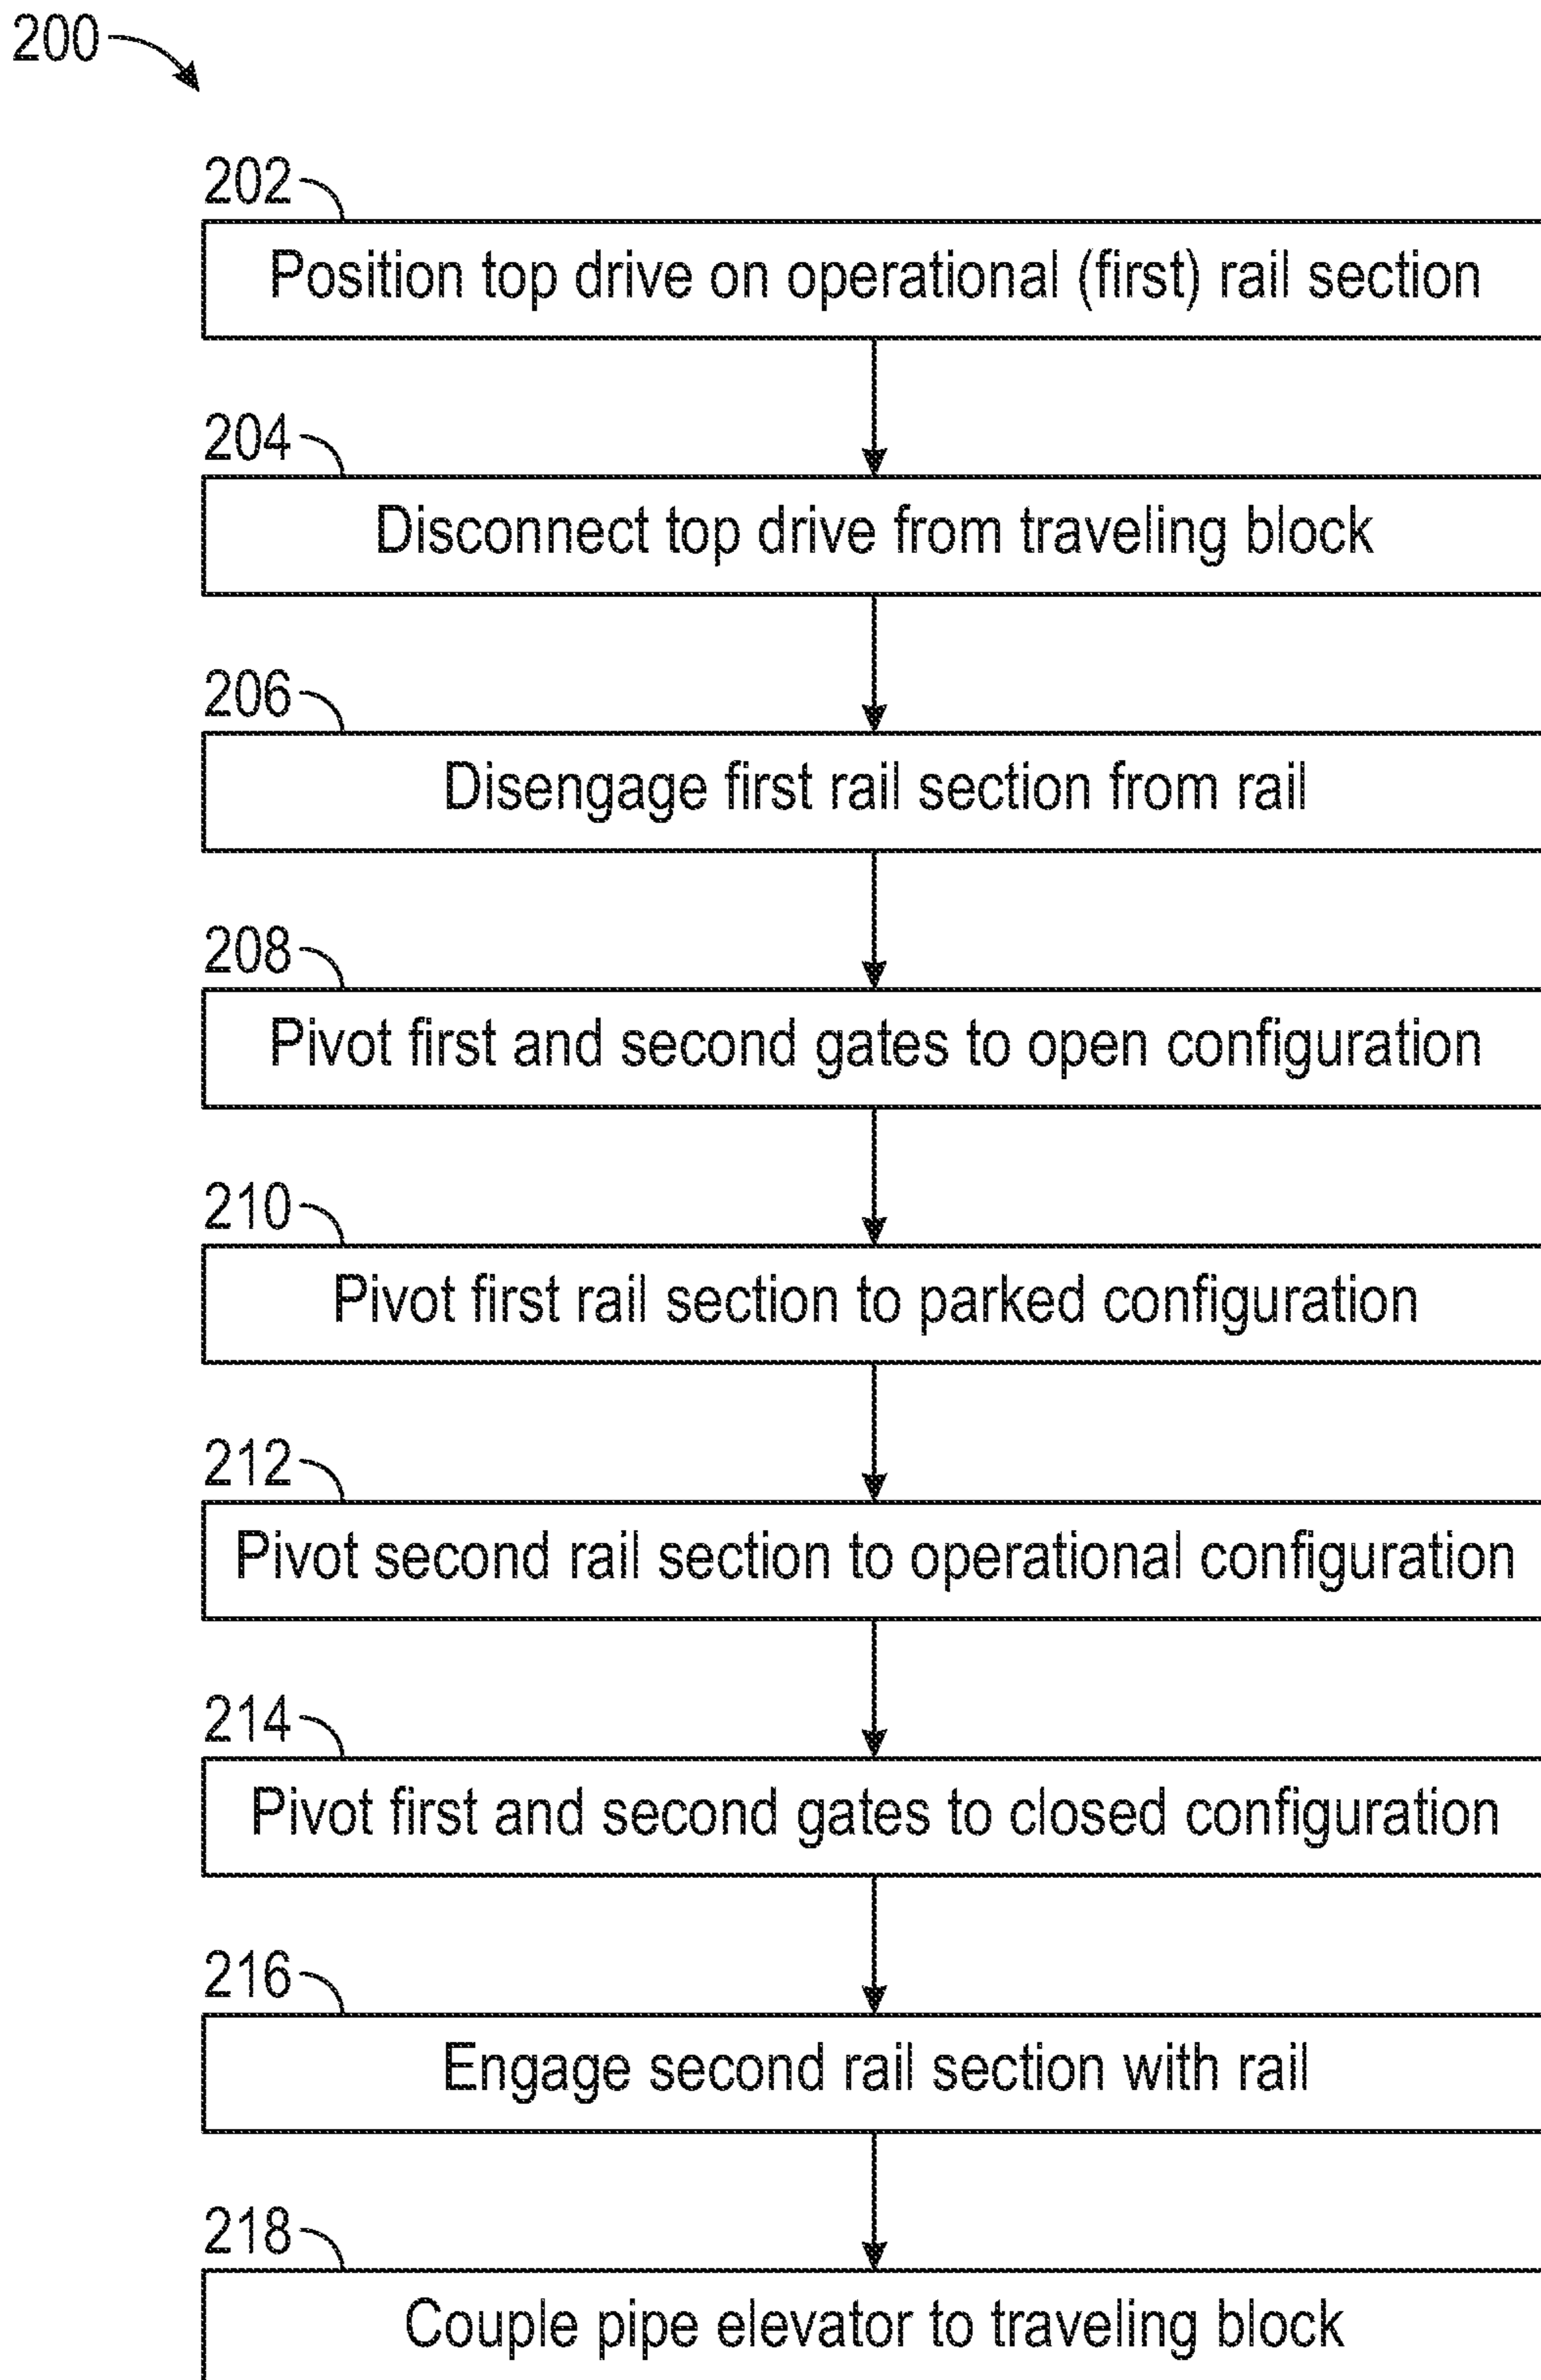 200
202
Position top drive on operational (first) rail section
204
Disconnect top drive from traveling block
206
Disengage first rail section from rail
208
Pivot first and second gates to open configuration
210
Pivot first rail section to parked configuration
212
Pivot second rail section to operational configuration
214
Pivot first and second gates to closed configuration
216
Engage second rail section with rail
218
Couple pipe elevator to traveling block